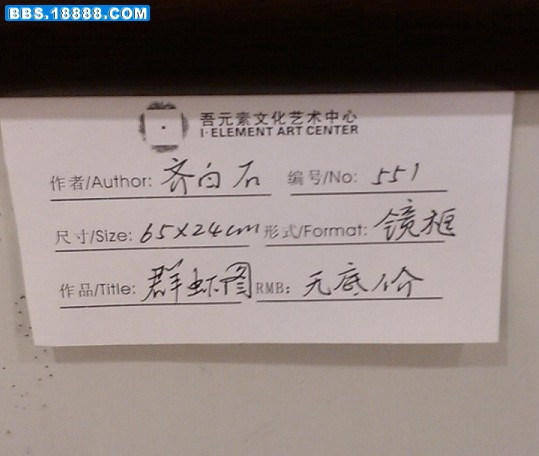 BBS.18888.COM
吾元素文化艺术中心
I·ELEMENT ART CENTER
作者/Author: 齐白石 编号/No: 551
尺寸/Size: 65x24cm 形式/Format: 镜框
作品/Title: 群虾图 RMB: 无底价